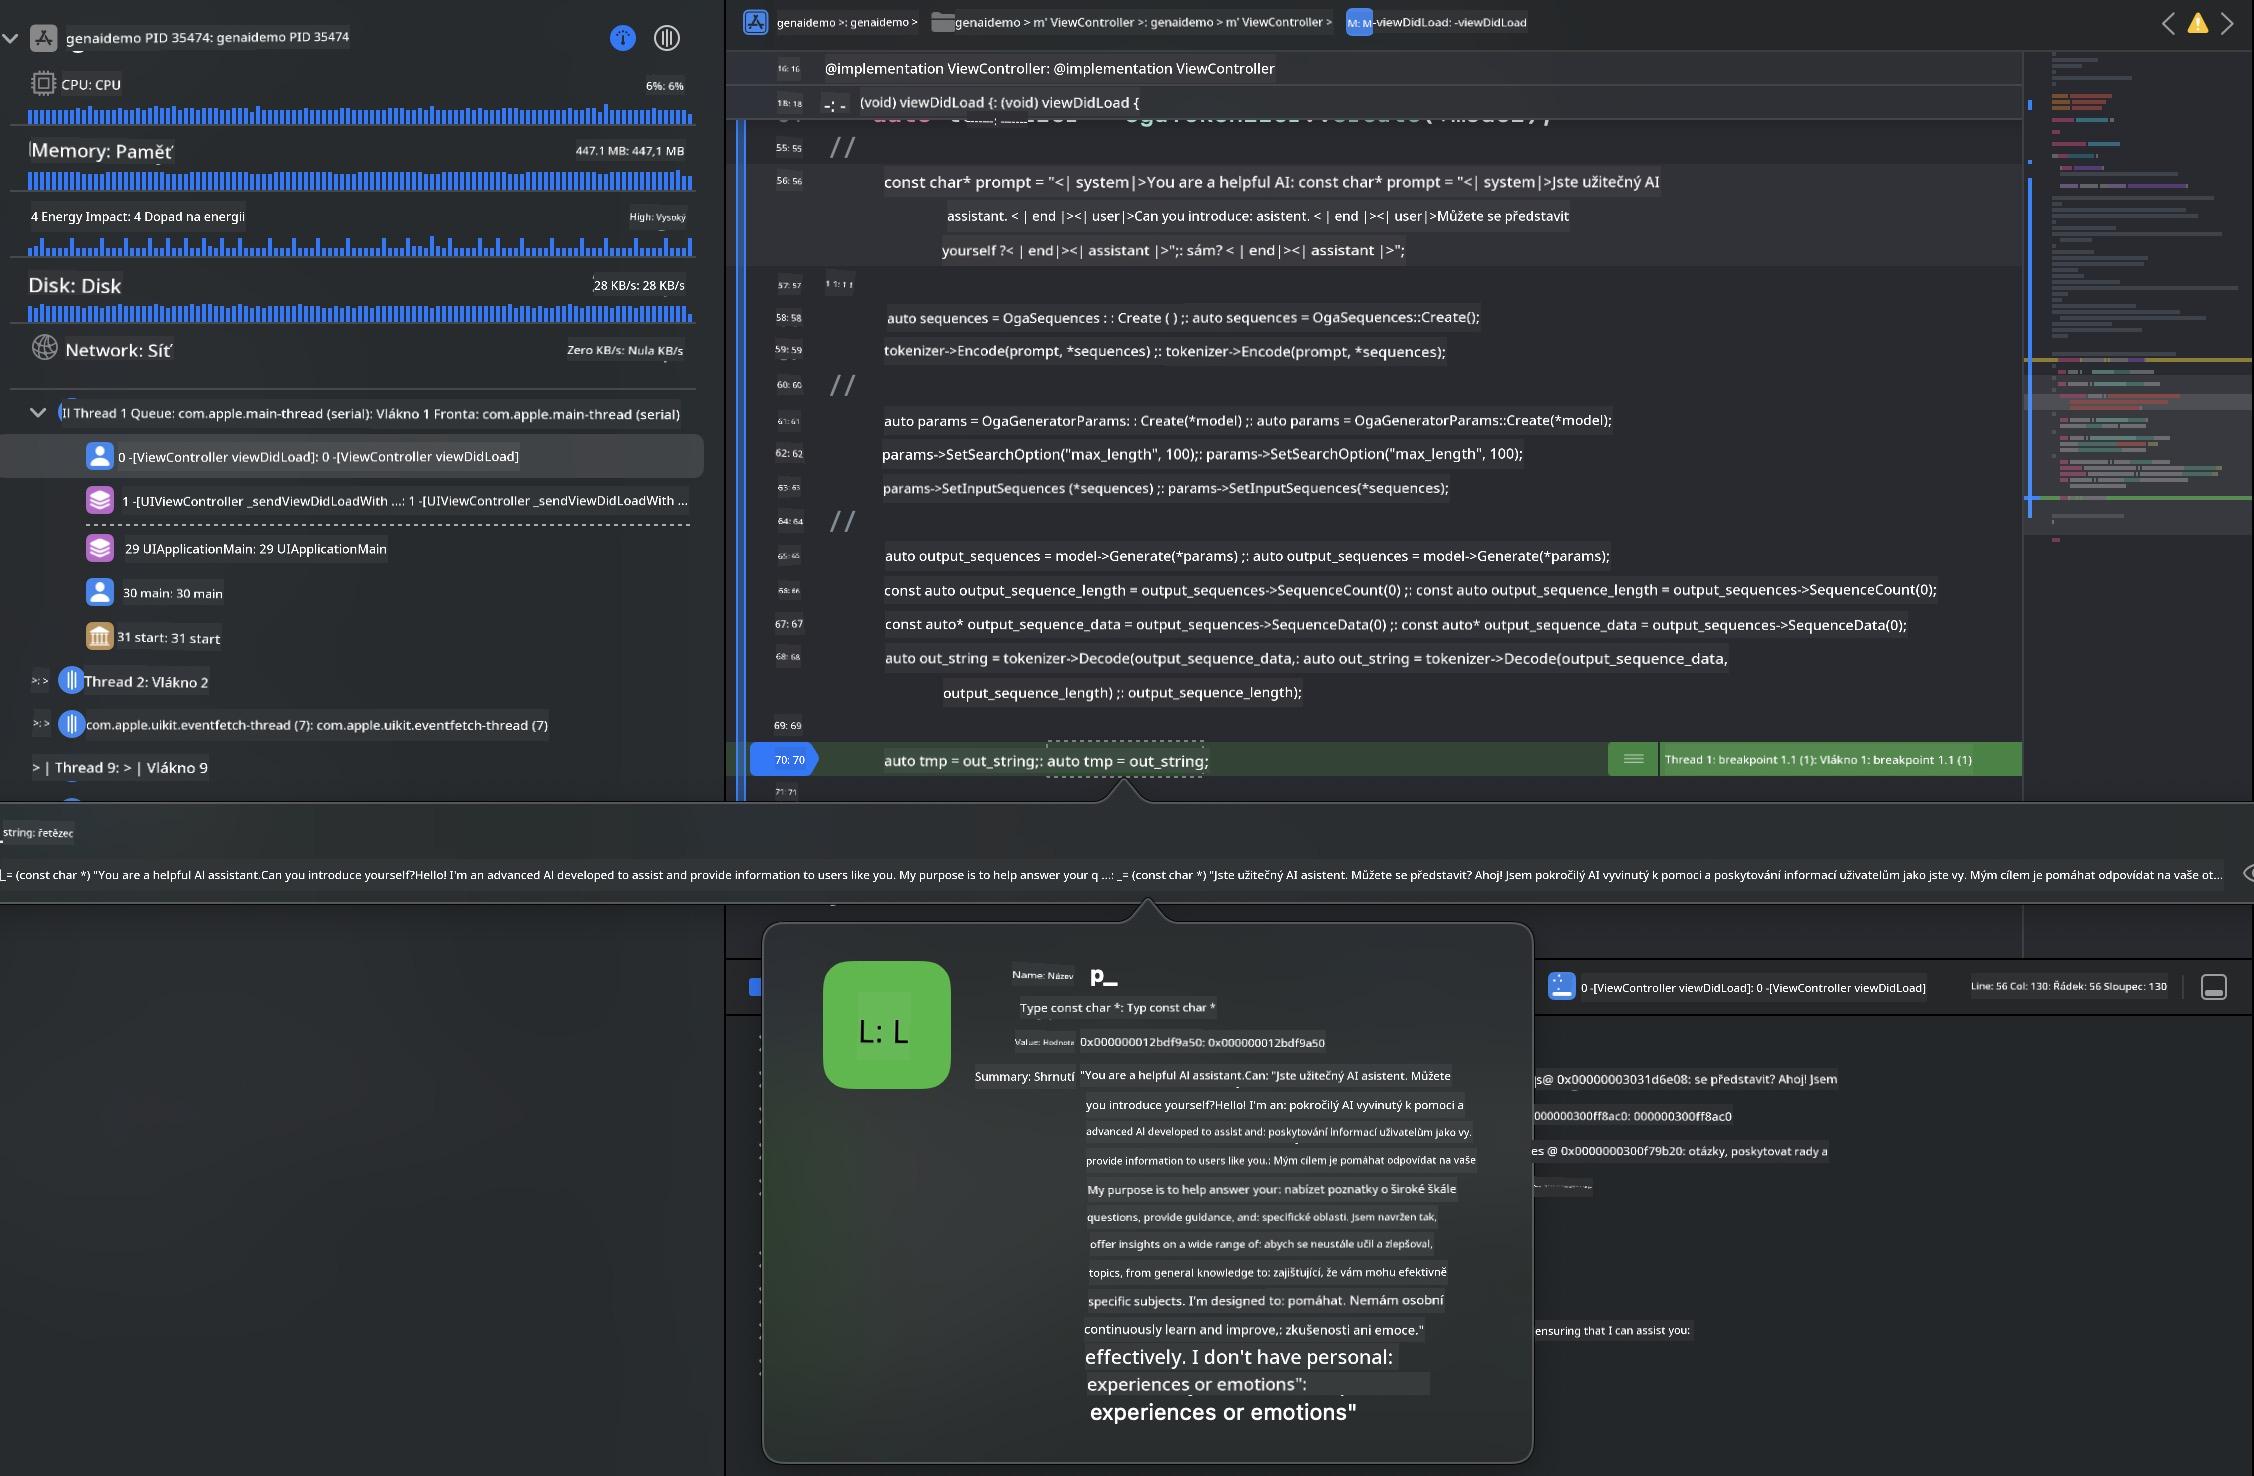 genaidemo PID 35474: genaidemo PID 35474
CPU: CPU
6%: 6%
Memory: Paměť
447.1 MB: 447,1 MB
4 Energy Impact: 4 Dopad na energii
High: Vysoký
Disk: Disk
28 KB/s: 28 KB/s
Network: Síť
Zero KB/s: Nula KB/s
Il Thread 1 Queue: com.apple.main-thread (serial): Vlákno 1 Fronta: com.apple.main-thread (serial)
0 -[ViewController viewDidLoad]: 0 -[ViewController viewDidLoad]
1 -[UIViewController _sendViewDidLoadWith ...: 1 -[UIViewController _sendViewDidLoadWith ...
29 UIApplicationMain: 29 UIApplicationMain
30 main: 30 main
31 start: 31 start
>: > Thread 2: Vlákno 2
>: > com.apple.uikit.eventfetch-thread (7): com.apple.uikit.eventfetch-thread (7)
> | Thread 9: > | Vlákno 9
genaidemo >: genaidemo > genaidemo > m' ViewController >: genaidemo > m' ViewController > M: M -viewDidLoad: -viewDidLoad
16: 16 @implementation ViewController: @implementation ViewController
18: 18 -: - (void) viewDidLoad {: (void) viewDidLoad {
55: 55 //
56: 56 const char* prompt = "<| system|>You are a helpful AI: const char* prompt = "<| system|>Jste užitečný AI
assistant. < | end |><| user|>Can you introduce: asistent. < | end |><| user|>Můžete se představit
yourself ?< | end|><| assistant |>";: sám? < | end|><| assistant |>";
57: 57 1 1: 1 1
58: 58 auto sequences = OgaSequences : : Create ( ) ;: auto sequences = OgaSequences::Create();
59: 59 tokenizer->Encode(prompt, *sequences) ;: tokenizer->Encode(prompt, *sequences);
60: 60 //
61: 61 auto params = OgaGeneratorParams: : Create(*model) ;: auto params = OgaGeneratorParams::Create(*model);
62: 62 params->SetSearchOption("max_length", 100);: params->SetSearchOption("max_length", 100);
63: 63 params->SetInputSequences (*sequences) ;: params->SetInputSequences(*sequences);
64: 64 //
65: 65 auto output_sequences = model->Generate(*params) ;: auto output_sequences = model->Generate(*params);
66: 66 const auto output_sequence_length = output_sequences->SequenceCount(0) ;: const auto output_sequence_length = output_sequences->SequenceCount(0);
67: 67 const auto* output_sequence_data = output_sequences->SequenceData(0) ;: const auto* output_sequence_data = output_sequences->SequenceData(0);
68: 68 auto out_string = tokenizer->Decode(output_sequence_data,: auto out_string = tokenizer->Decode(output_sequence_data,
output_sequence_length) ;: output_sequence_length);
69: 69
70: 70 auto tmp = out_string;: auto tmp = out_string;
Thread 1: breakpoint 1.1 (1): Vlákno 1: breakpoint 1.1 (1)
71: 71
string: řetězec
_= (const char *) "You are a helpful AI assistant.Can you introduce yourself?Hello! I'm an advanced AI developed to assist and provide information to users like you. My purpose is to help answer your q ...: _= (const char *) "Jste užitečný AI asistent. Můžete se představit? Ahoj! Jsem pokročilý AI vyvinutý k pomoci a poskytování informací uživatelům jako jste vy. Mým cílem je pomáhat odpovídat na vaše ot...
L: L
Name: Název p_
Type const char *: Typ const char *
Value: Hodnota 0x000000012bdf9a50: 0x000000012bdf9a50
Summary: Shrnutí "You are a helpful AI assistant.Can: "Jste užitečný AI asistent. Můžete
you introduce yourself?Hello! I'm an: pokročilý AI vyvinutý k pomoci a
advanced AI developed to assist and: poskytování informací uživatelům jako vy.
provide information to users like you.: Mým cílem je pomáhat odpovídat na vaše
My purpose is to help answer your: nabízet poznatky o široké škále
questions, provide guidance, and: specifické oblasti. Jsem navržen tak,
offer insights on a wide range of: abych se neustále učil a zlepšoval,
topics, from general knowledge to: zajišťující, že vám mohu efektivně
specific subjects. I'm designed to: pomáhat. Nemám osobní
continuously learn and improve,: zkušenosti ani emoce."
effectively. I don't have personal:
experiences or emotions":
experiences or emotions"
0 -[ViewController viewDidLoad]: 0 -[ViewController viewDidLoad]
Line: 56 Col: 130: Řádek: 56 Sloupec: 130
s@ 0x00000003031d6e08: se představit? Ahoj! Jsem
000000300ff8ac0: 000000300ff8ac0
es @ 0x0000000300f79b20: otázky, poskytovat rady a
ensuring that I can assist you: